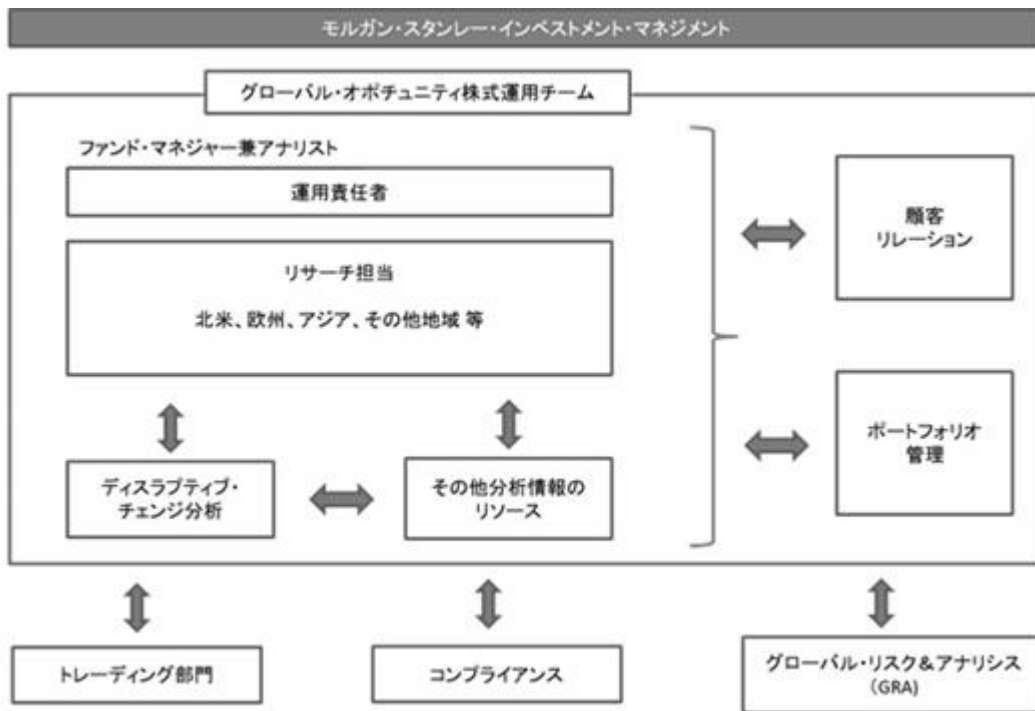 モルガン・スタンレー・インベストメント・マネジメント
グローバル・オポチュニティ株式運用チーム
ファンド・マネジャー兼アナリスト
運用責任者
リサーチ担当
北米、欧州、アジア、その他地域 等
顧客
リレーション
ディスラプティブ・
チェンジ分析
その他分析情報の
リソース
ポートフォリオ
管理
トレーディング部門
コンプライアンス
グローバル・リスク＆アナリシス
（GRA)